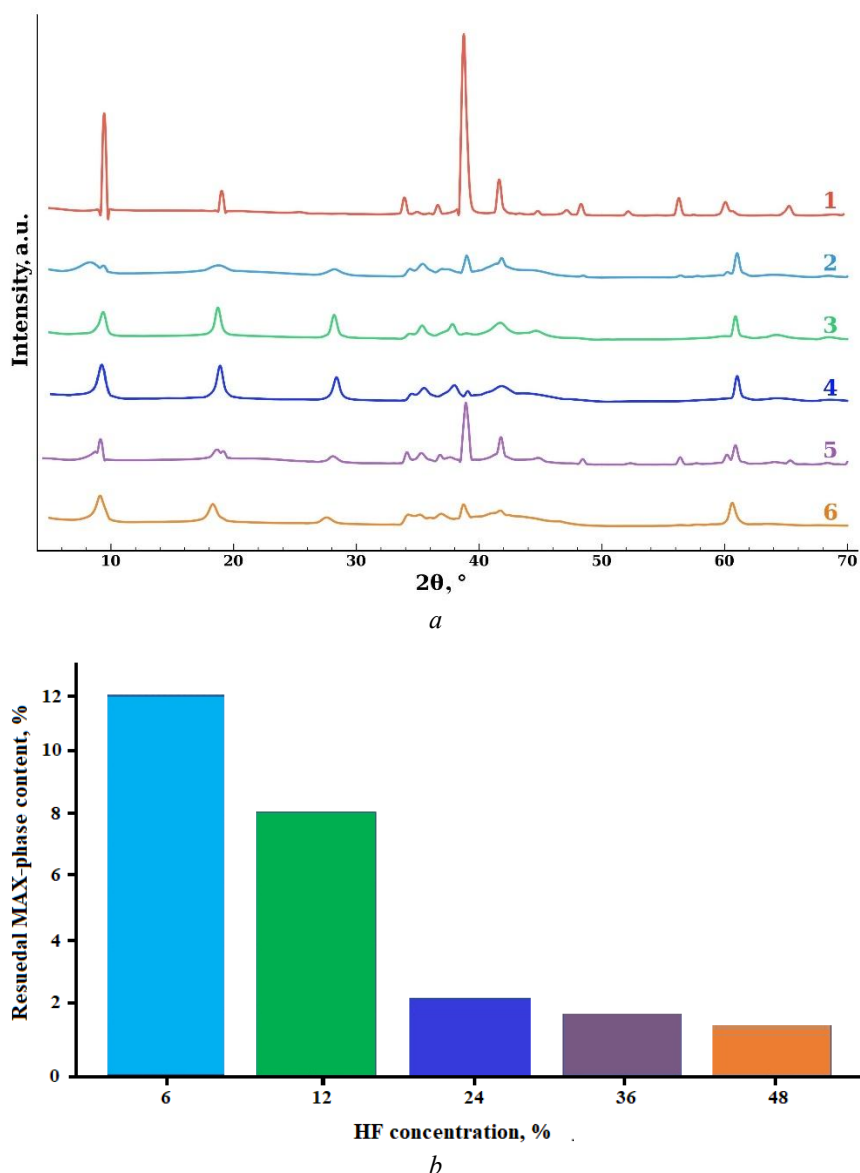 Intensity, a.u.
1
2
3
4
5
6
10 20 30 40 50 60 70
2θ, °
a
Resuedal MAX-phase content, %
12
10
8
6
4
2
0
6 12 24 36 48
HF concentration, % .
b